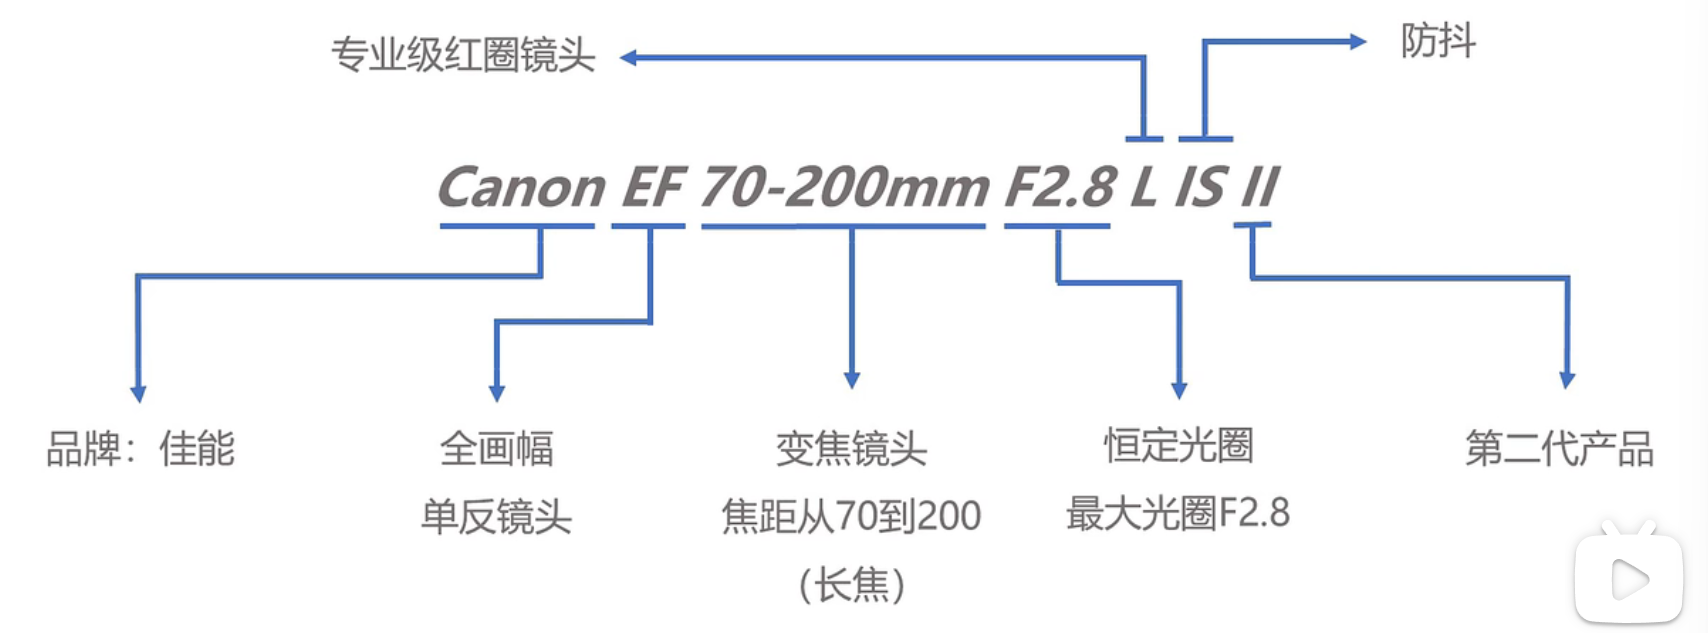 专业级红圈镜头
防抖
Canon EF 70-200mm F2.8 L IS II
品牌：佳能
全画幅
单反镜头
变焦镜头
焦距从70到200
（长焦）
恒定光圈
最大光圈F2.8
第二代产品